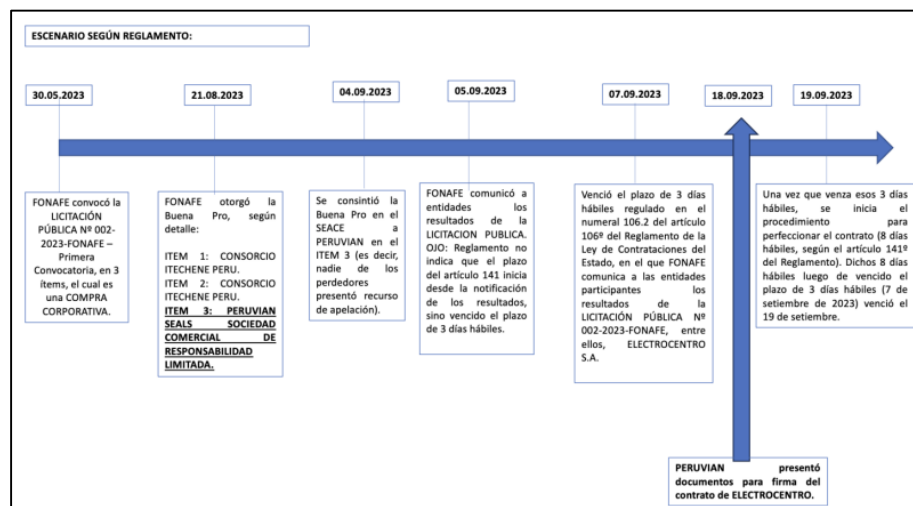 ESCENARIO SEGÚN REGLAMENTO:
30.05.2023
21.08.2023
04.09.2023
05.09.2023
07.09.2023
18.09.2023
19.09.2023
FONAFE convocó la
LICITACIÓN
PÚBLICA Nº 002-
2023-FONAFE –
Primera
Convocatoria, en 3
ítems, el cual es
una COMPRA
CORPORATIVA.
FONAFE otorgó la
Buena Pro, según
detalle:
ITEM 1: CONSORCIO
ITECHENE PERU.
ITEM 2: CONSORCIO
ITECHENE PERU.
ITEM 3: PERUVIAN
SEALS SOCIEDAD
COMERCIAL DE
RESPONSABILIDAD
LIMITADA.
Se consintió la
Buena Pro en el
SEACE a
PERUVIAN en el
ITEM 3 (es decir,
nadie de los
perdedores
presentó recurso
de apelación).
FONAFE comunicó a
entidades los
resultados de la
LICITACION PUBLICA.
OJO: Reglamento no
indica que el plazo
del artículo 141 inicia
desde la notificación
de los resultados,
sino vencido el plazo
de 3 días hábiles.
Venció el plazo de 3 días
hábiles regulado en el
numeral 106.2 del artículo
106º del Reglamento de la
Ley de Contrataciones del
Estado, en el que FONAFE
comunica a las entidades
participantes los
resultados de la
LICITACIÓN PÚBLICA Nº
002-2023-FONAFE, entre
ellos, ELECTROCENTRO
S.A.
Una vez que venza esos 3 días
hábiles, se inicia el
procedimiento para
perfeccionar el contrato (8 días
hábiles, según el artículo 141º
del Reglamento). Dichos 8 días
hábiles luego de vencido el
plazo de 3 días hábiles (7 de
setiembre de 2023) venció el
19 de setiembre.
PERUVIAN presentó
documentos para firma del
contrato de ELECTROCENTRO.